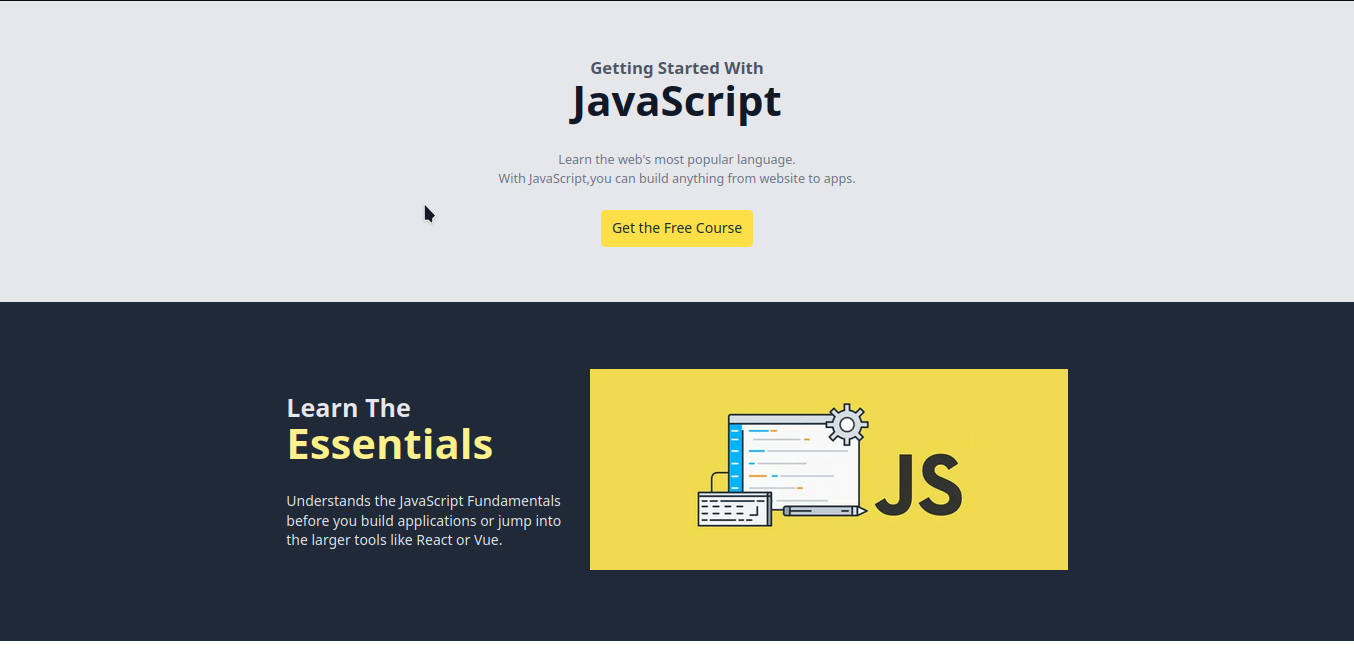 Getting Started With
JavaScript
Learn the web's most popular language.
With JavaScript,you can build anything from website to apps.
Get the Free Course
Learn The
Essentials
Understands the JavaScript Fundamentals
before you build applications or jump into
the larger tools like React or Vue.
JS